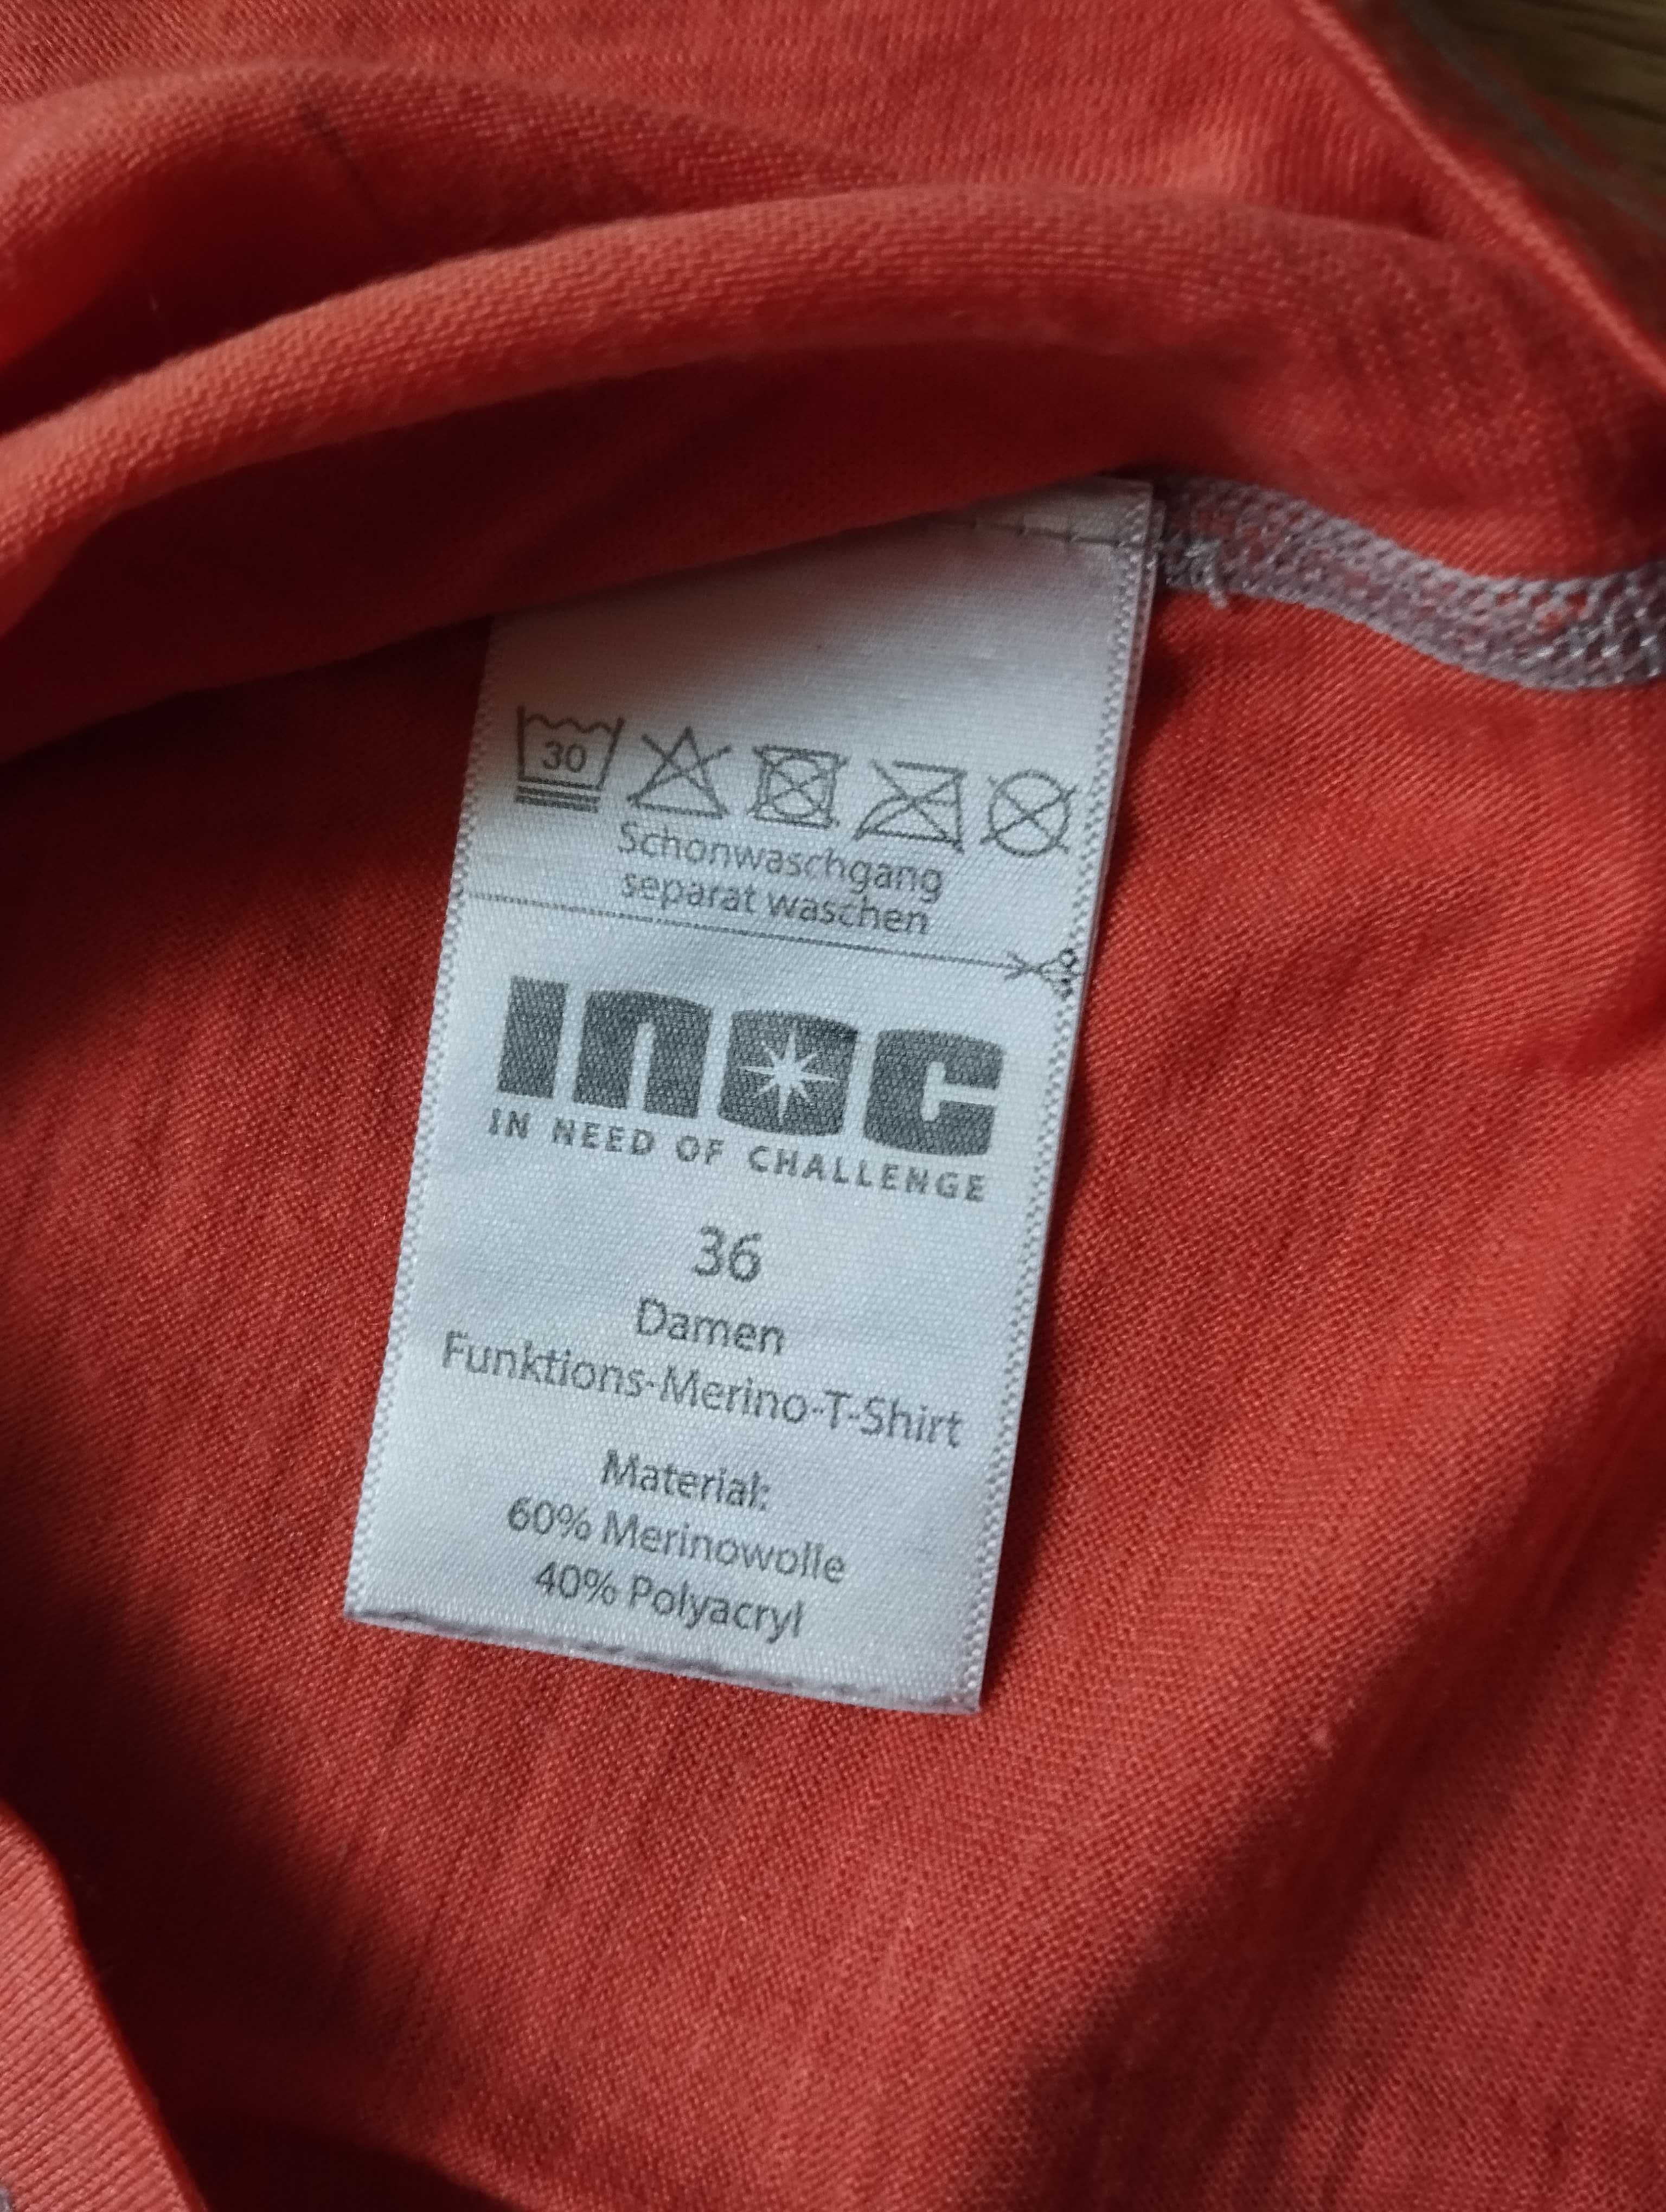 30
Schonwaschgang
separat waschen
INOC
IN NEED OF CHALLENGE
36
Damen
Funktions-Merino-T-Shirt
Material:
60% Merinowolle
40% Polyacryl